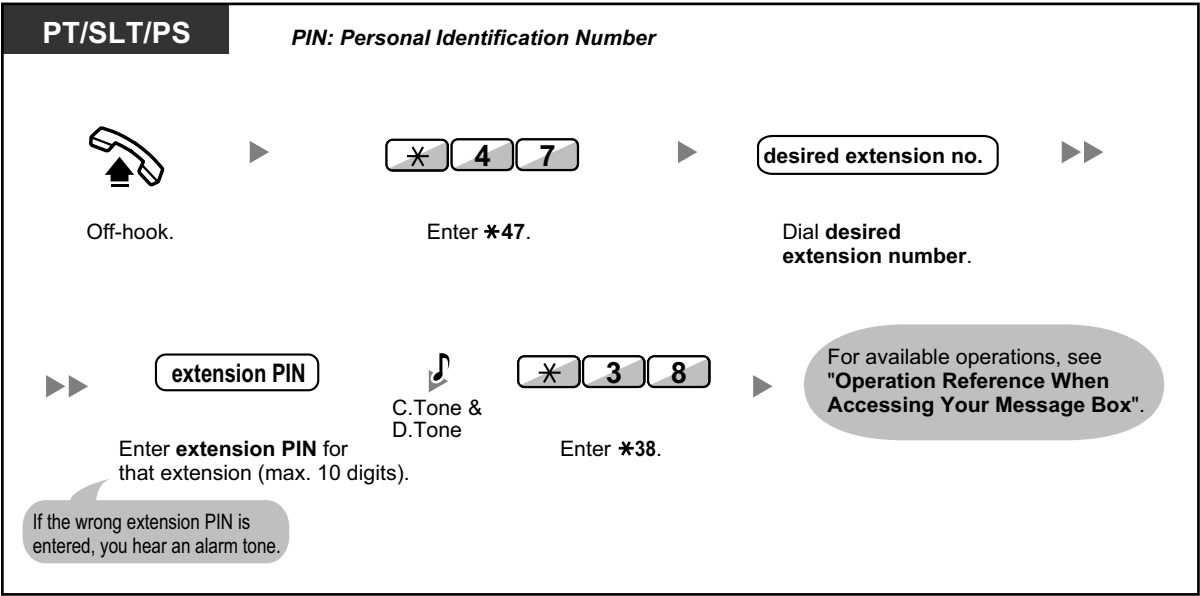 PT/SLT/PS
PIN: Personal Identification Number
✳ 4 7
desired extension no.
Off-hook.
Enter ✳47.
Dial desired
extension number.
extension PIN
C.Tone &
D.Tone
✳ 3 8
For available operations, see
"Operation Reference When
Accessing Your Message Box".
Enter extension PIN for
that extension (max. 10 digits).
Enter ✳38.
If the wrong extension PIN is
entered, you hear an alarm tone.